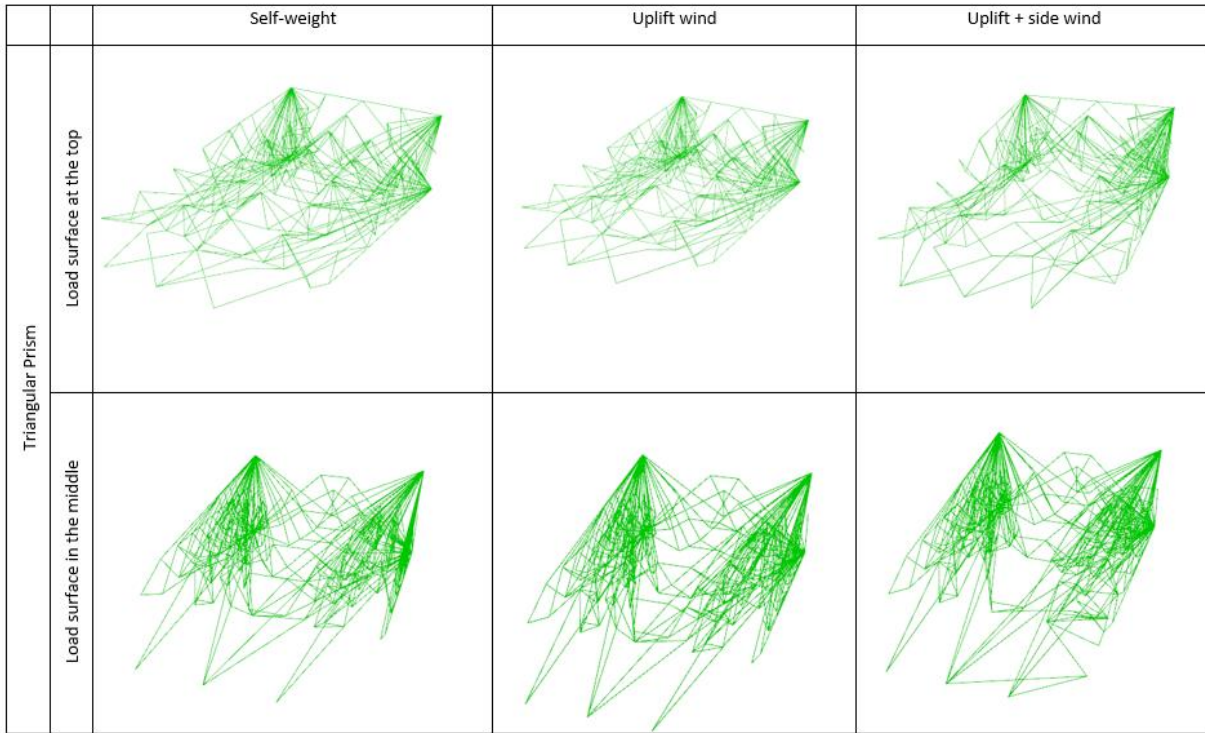 Self-weight
Uplift wind
Uplift + side wind
Triangular Prism
Load surface at the top
Load surface in the middle